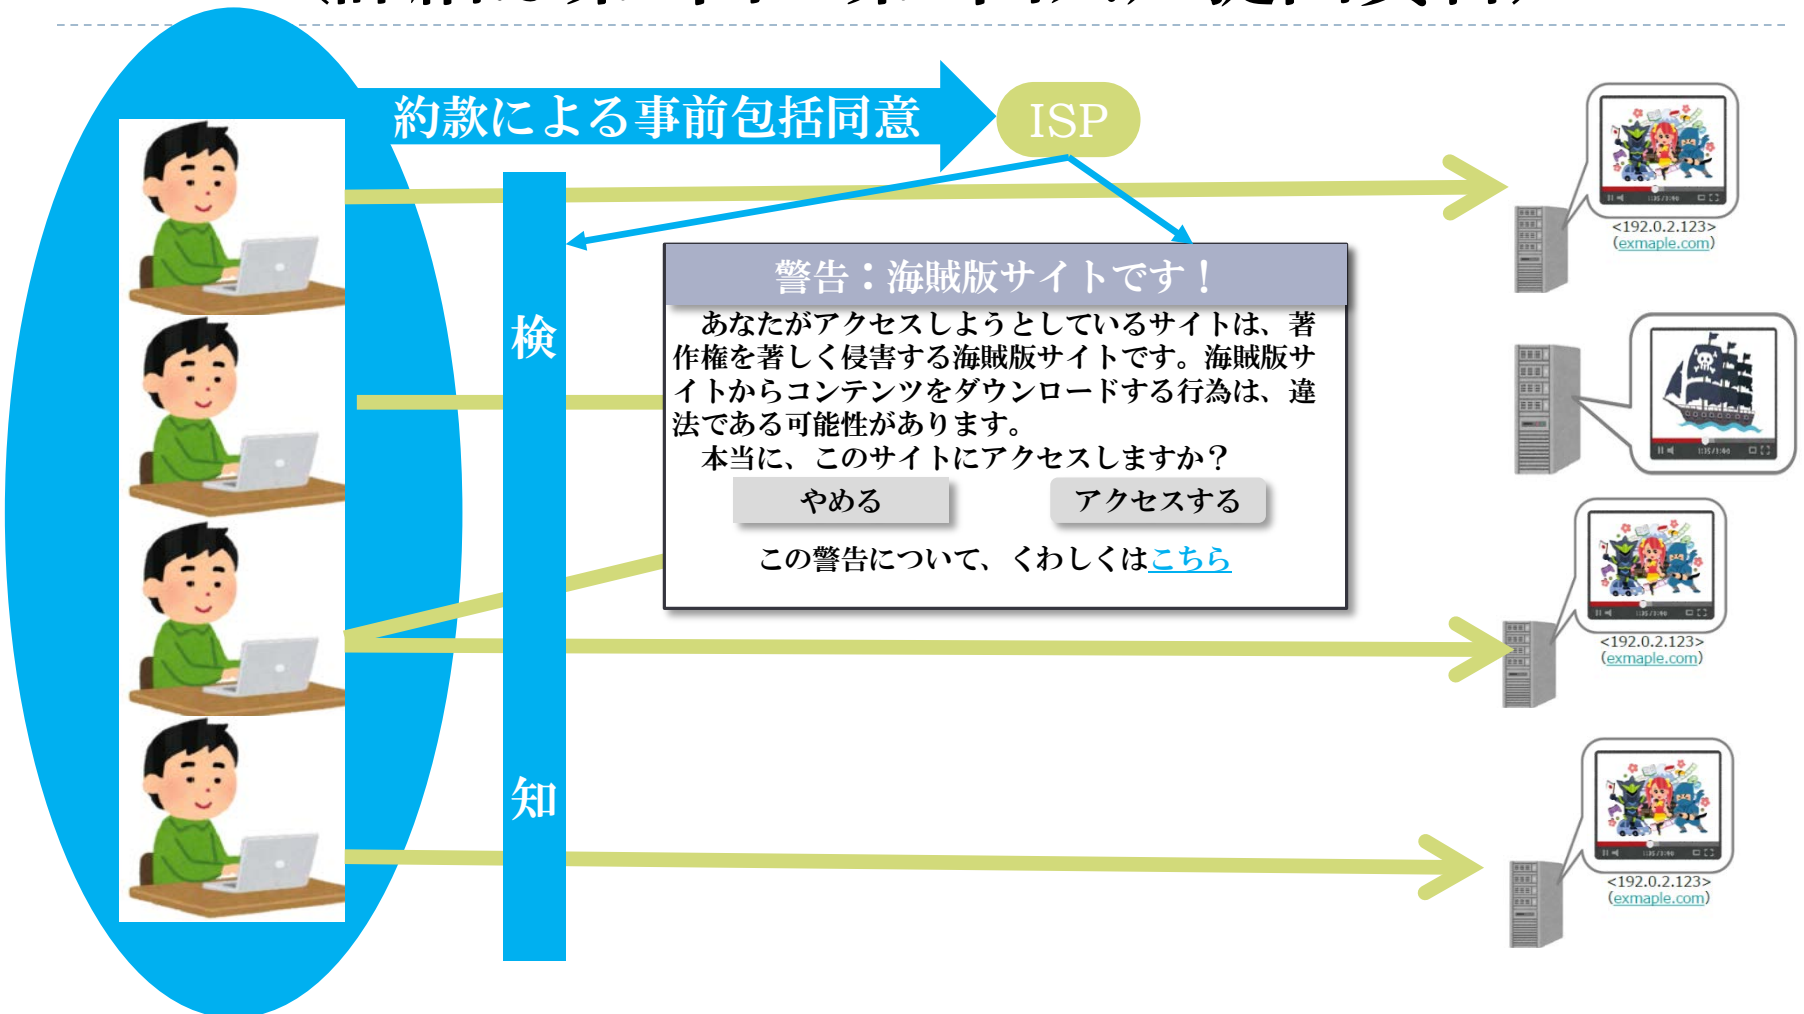 約款による事前包括同意
ISP
検
知
警告：海賊版サイトです！
あなたがアクセスしようとしているサイトは、著
作権を著しく侵害する海賊版サイトです。海賊版サ
イトからコンテンツをダウンロードする行為は、違
法である可能性があります。
本当に、このサイトにアクセスしますか？
やめる
アクセスする
この警告について、くわしくはこちら
<192.0.2.123>
(exmaple.com)
<192.0.2.123>
(exmaple.com)
<192.0.2.123>
(exmaple.com)